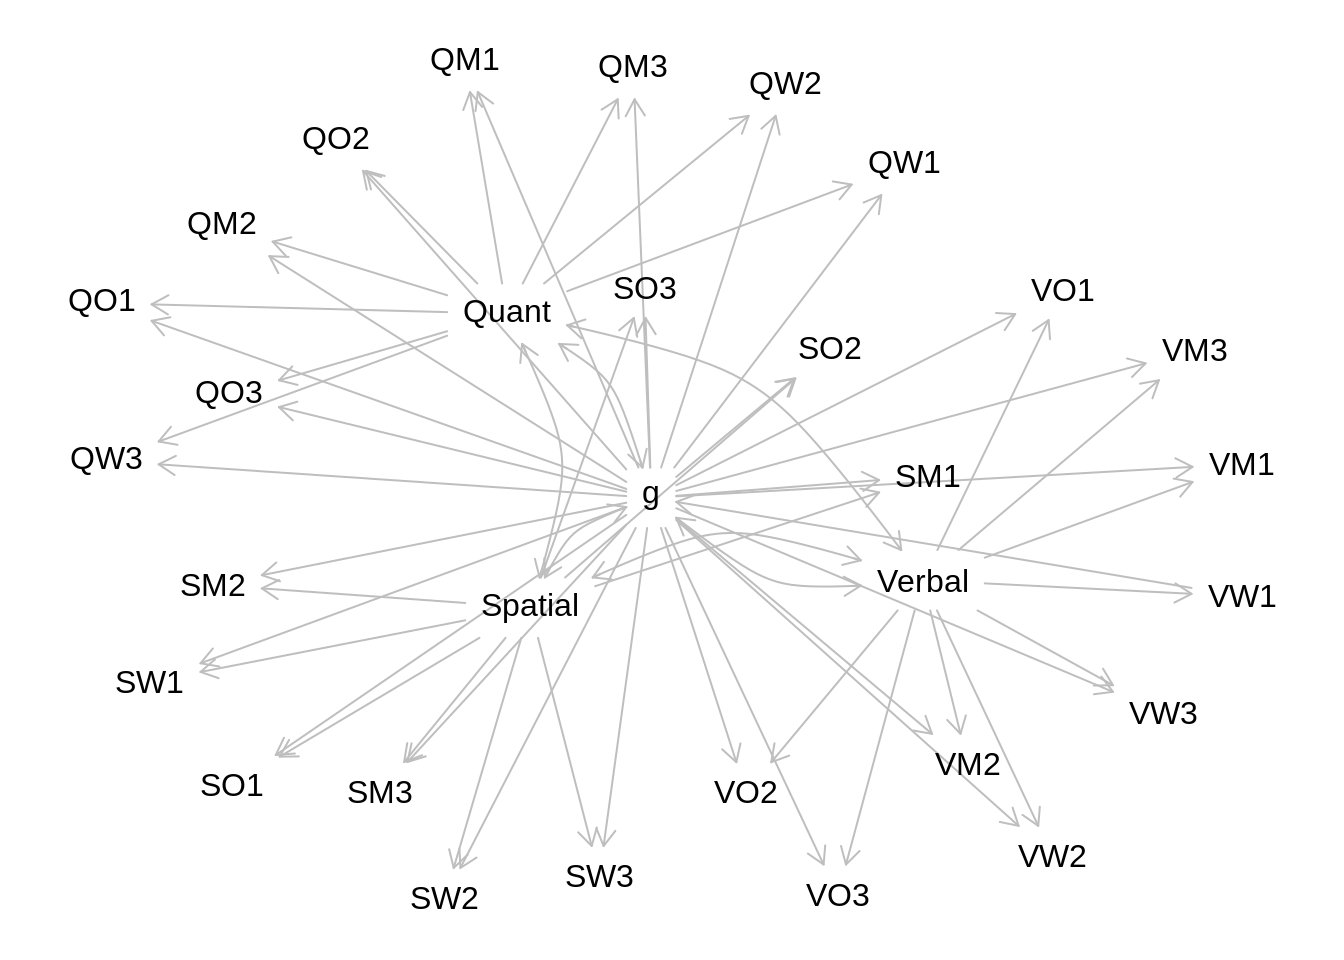 QM1
QM3
QW2
QO2
QW1
QM2
SO3
VO1
QO1
Quant
SO2
VM3
QO3
QW3
VM1
SM1
g
Verbal
SM2
VW1
Spatial
SW1
VW3
VM2
SO1
SM3
VO2
VW2
SW3
VO3
SW2